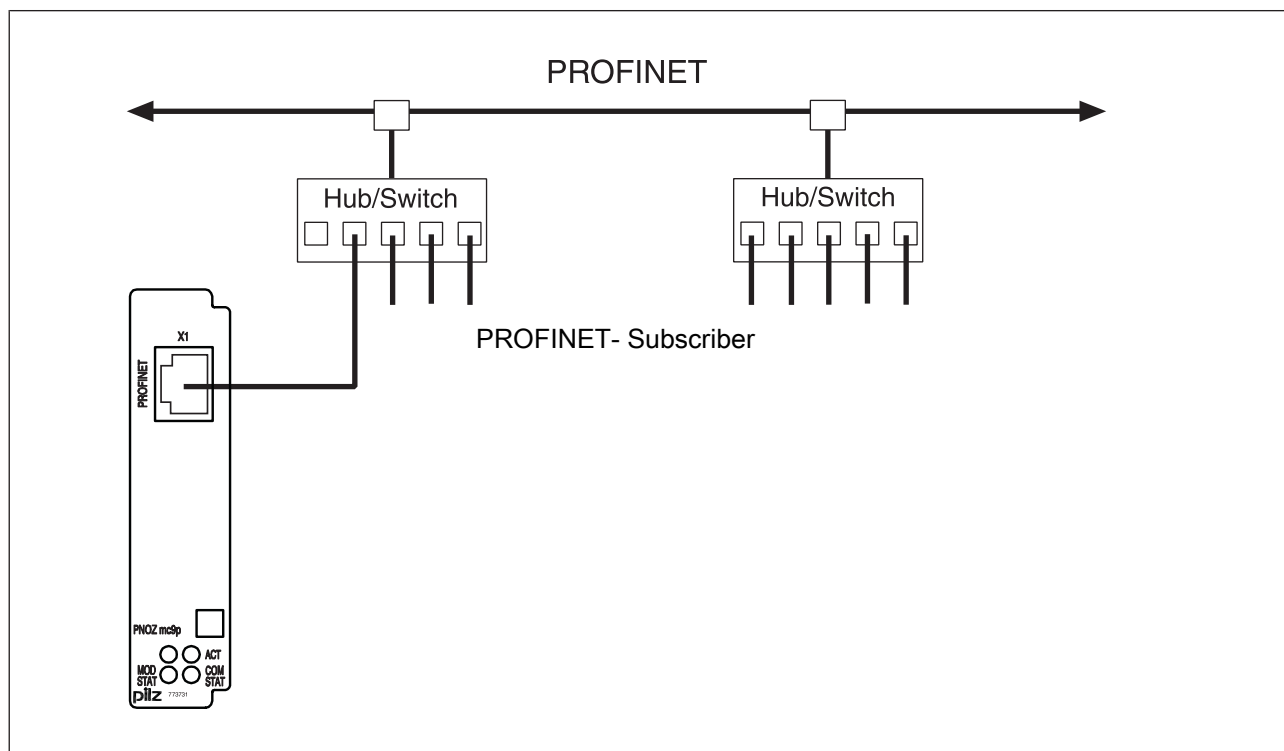 PROFINET
Hub/Switch
Hub/Switch
PROFINET- Subscriber
X1
PROFINET
PNOZ mc9p
ACT
MOD
STAT
COM
STAT
pilz
773731